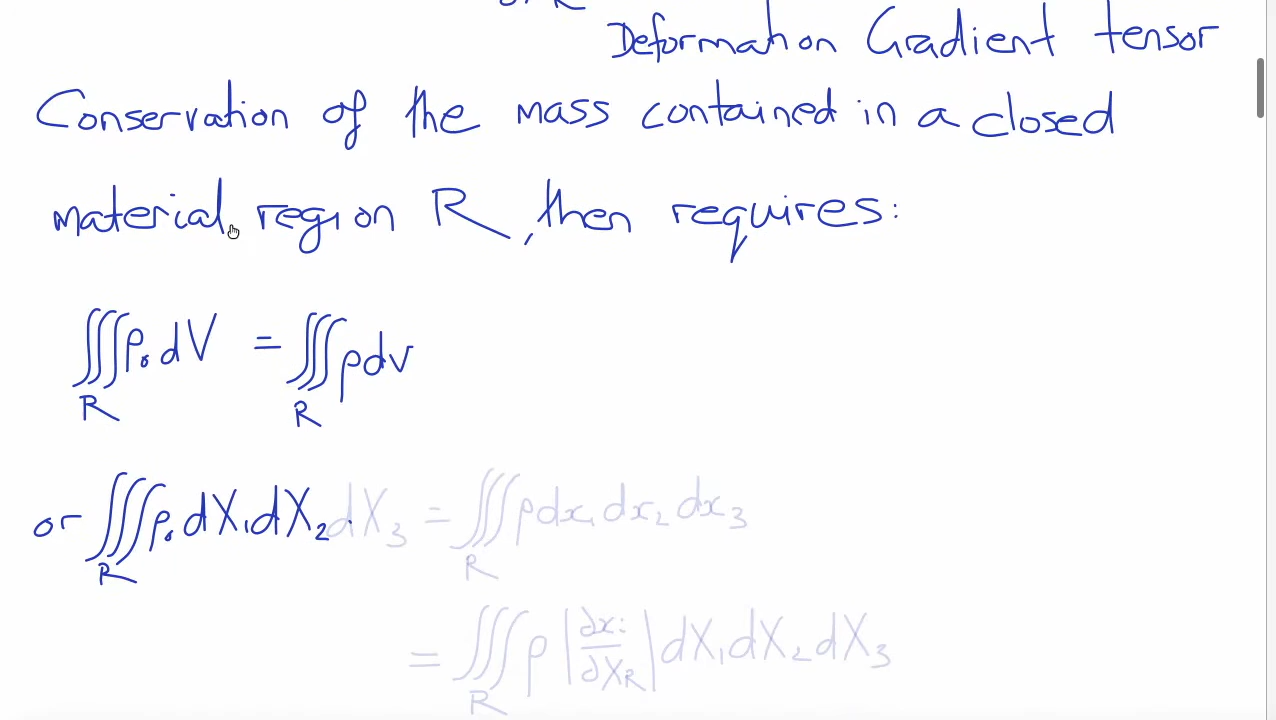 Deformation Gradient tensor
Conservation of the mass contained in a closed
material region R, then requires:
∭_R ρ₀ dV = ∭_R ρ dv
or ∭_R ρ₀ dX₁ dX₂ dX₃ = ∭_R ρ dx₁ dx₂ dx₃
= ∭_R ρ |∂xᵢ/∂X_R| dX₁ dX₂ dX₃